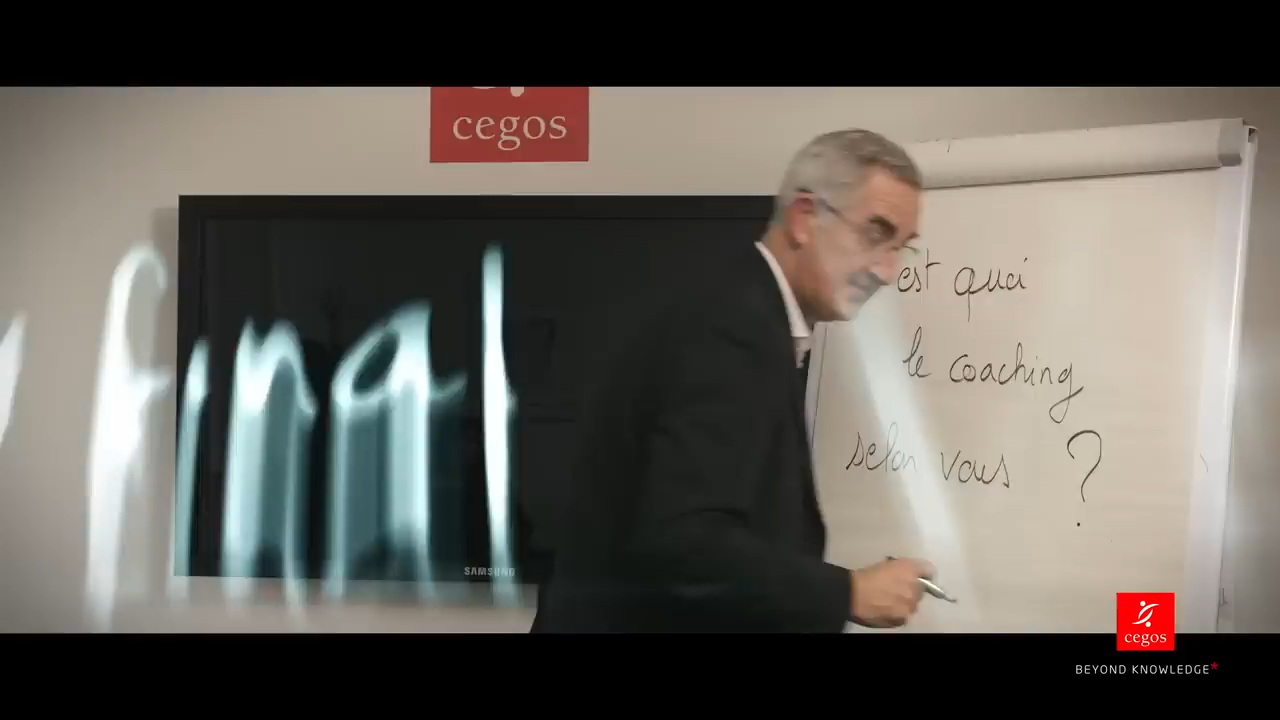 cegos
final
est quoi
le coaching
selon vous ?
SAMSUNG
cegos
BEYOND KNOWLEDGE*